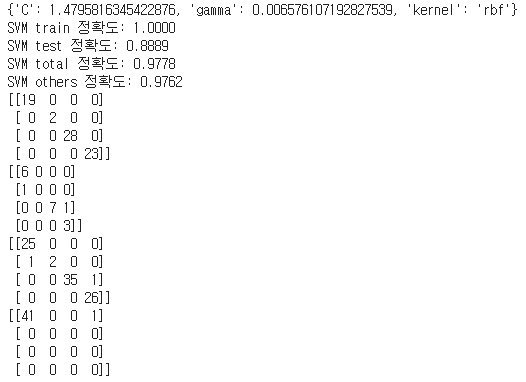 {'C': 1.4795816345422876, 'gamma': 0.006576107192827539, 'kernel': 'rbf'}
SVM train 정확도: 1.0000
SVM test 정확도: 0.8889
SVM total 정확도: 0.9778
SVM others 정확도: 0.9762
[[19  0  0  0]
 [ 0  2  0  0]
 [ 0  0 28  0]
 [ 0  0  0 23]]
[[6 0 0 0]
 [1 0 0 0]
 [0 0 7 1]
 [0 0 0 3]]
[[25  0  0  0]
 [ 1  2  0  0]
 [ 0  0 35  1]
 [ 0  0  0 26]]
[[41  0  0  1]
 [ 0  0  0  0]
 [ 0  0  0  0]
 [ 0  0  0  0]]